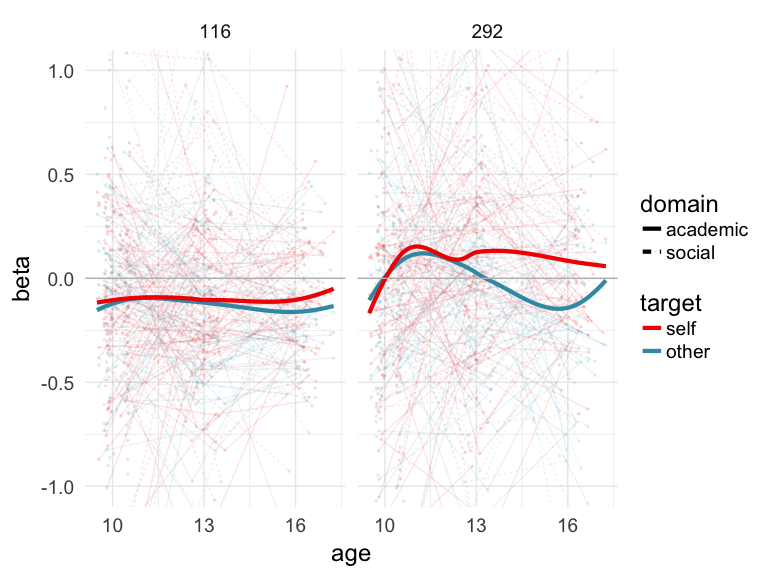 116
292
1.0
0.5
0.0
-0.5
-1.0
beta
10 13 16
10 13 16
age
domain
academic
social
target
self
other